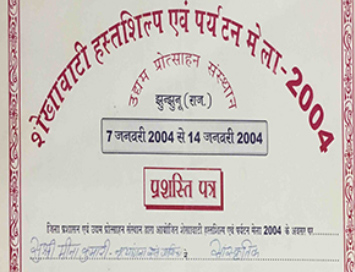 शेखावाटी हस्तशिल्प एवं पर्यटन मेला-2004
उद्यम प्रोत्साहन संस्थान
झुन्झुनू (राज.)
7 जनवरी 2004 से 14 जनवरी 2004
प्रशस्ति पत्र
जिला प्रशासन एवं उद्यम प्रोत्साहन संस्थान द्वारा आयोजित शेखावाटी हस्तशिल्प एवं पर्यटन मेला 2004 के अवसर पर
सुश्री मीना कुमारी सांस्कृतिक